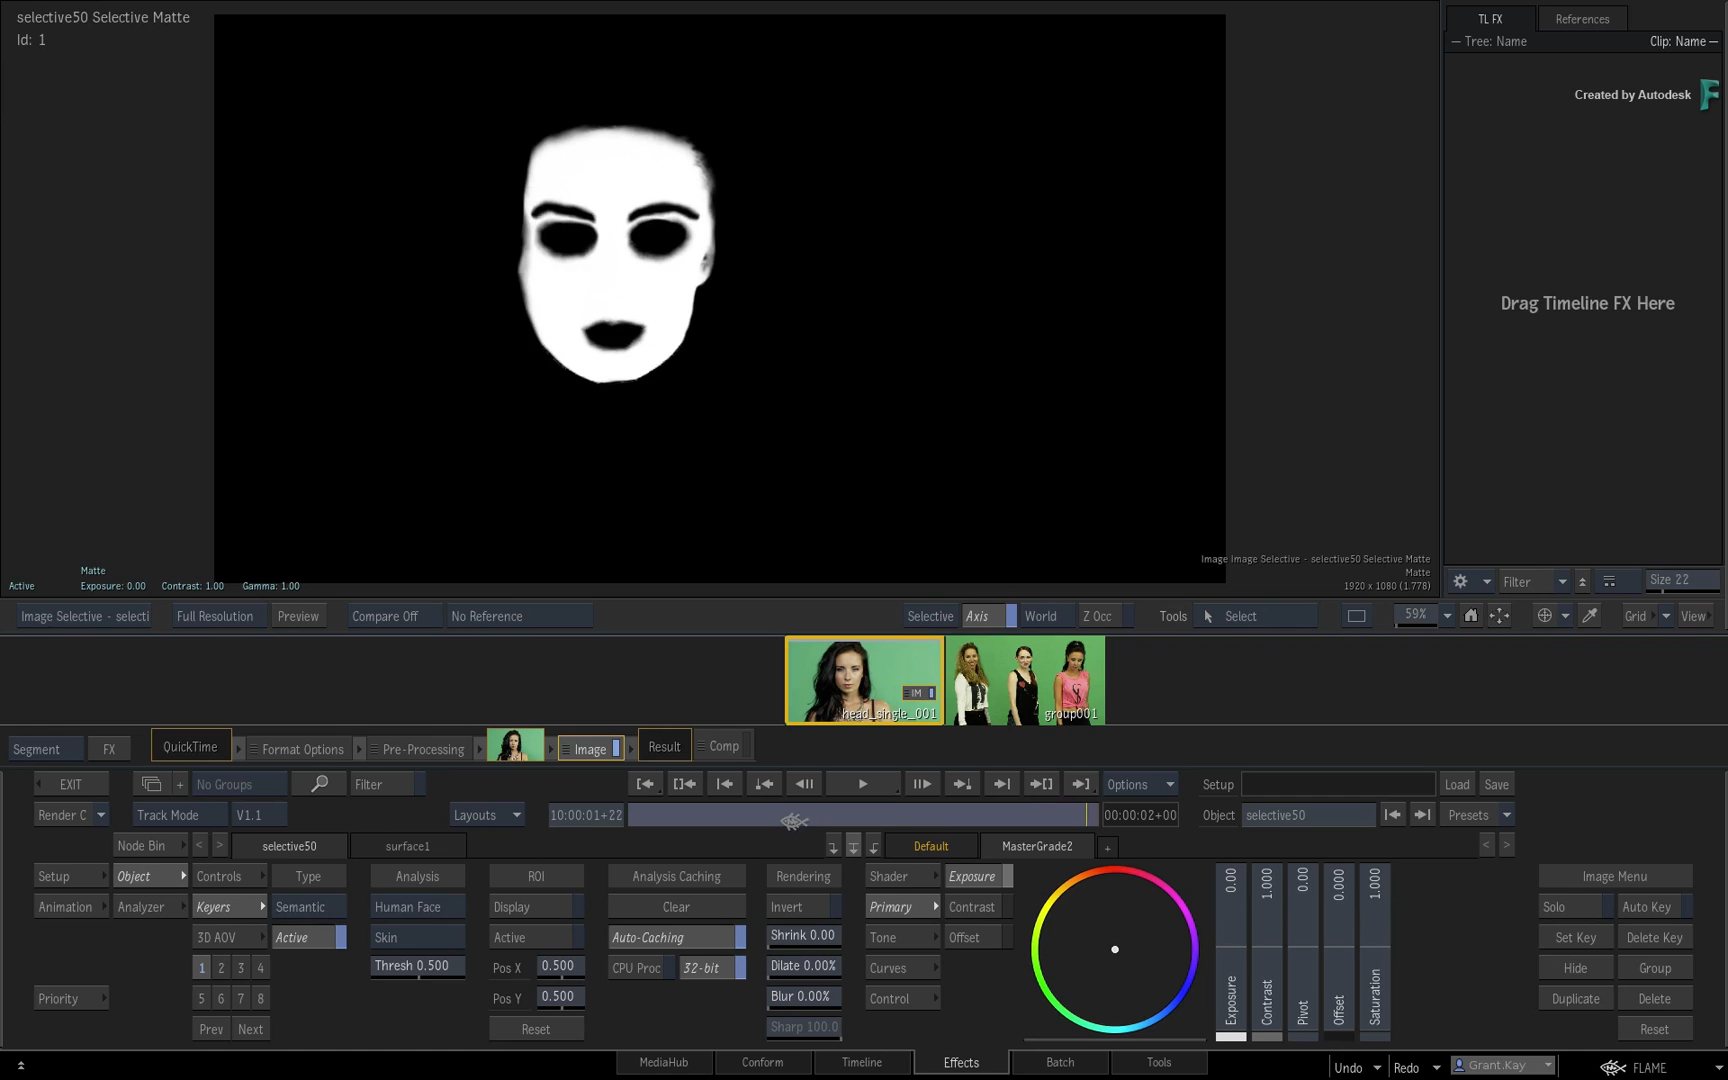 selective50 Selective Matte
Id: 1
TL FX
References
Tree: Name
Clip: Name
Created by Autodesk
Drag Timeline FX Here
Image Image Selective - selective50 Selective Matte
Matte
1920 x 1080 (1.778)
Matte
Active
Exposure: 0.00 Contrast: 1.00 Gamma: 1.00
Filter
Size 22
Image Selective - selecti
Full Resolution
Preview
Compare Off
No Reference
Selective
Axis
World
Z Occ
Tools
Select
59%
Grid
View
IM
head_single_001
group001
Segment
FX
QuickTime
Format Options
Pre-Processing
Image
Result
Comp
EXIT
+
No Groups
Filter
Options
Setup
Load
Save
Render C
Track Mode
V1.1
Layouts
10:00:01+22
00:00:02+00
Object
selective50
Presets
Node Bin
<
>
selective50
surface1
Default
MasterGrade2
+
<
>
Setup
Object
Controls
Type
Analysis
ROI
Analysis Caching
Rendering
Shader
Exposure
Image Menu
Animation
Analyzer
Keyers
Semantic
Human Face
Display
Clear
Invert
Primary
Contrast
Solo
Auto Key
3D AOV
Active
Skin
Active
Auto-Caching
Shrink 0.00
Tone
Offset
Set Key
Delete Key
1 2 3 4
Thresh 0.500
Pos X 0.500
CPU Proc
32-bit
Dilate 0.00%
Curves
Hide
Group
Priority
5 6 7 8
Pos Y 0.500
Blur 0.00%
Control
Duplicate
Delete
Prev
Next
Reset
Sharp 100.0
Reset
Exposure 0.00
Contrast 1.000
Pivot 0.00
Offset 0.000
Saturation 1.000
MediaHub
Conform
Timeline
Effects
Batch
Tools
Undo
Redo
Grant.Kay
FLAME